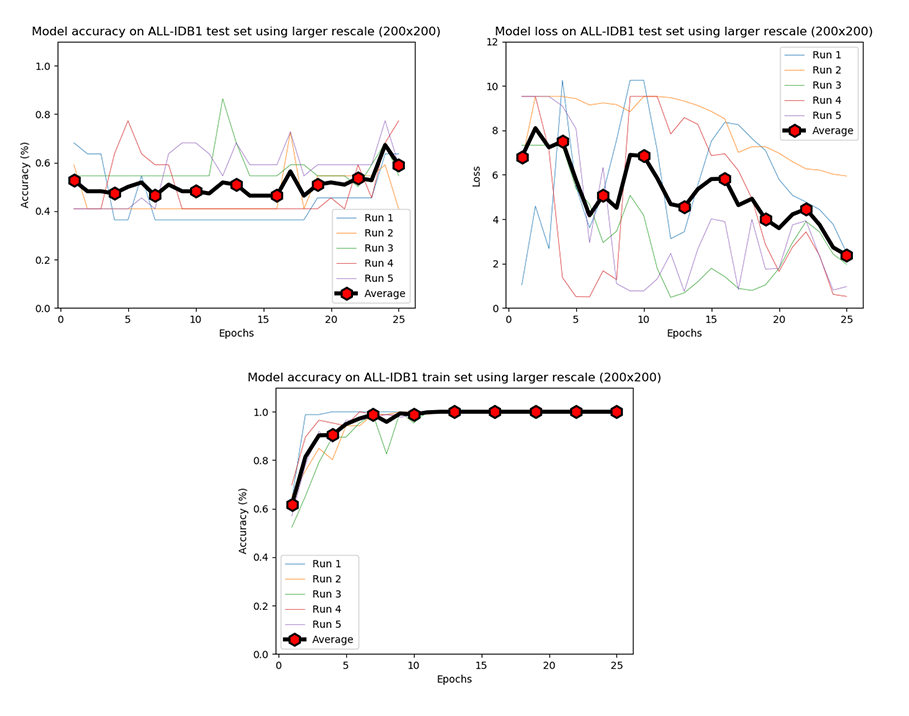 Model accuracy on ALL-IDB1 test set using larger rescale (200x200)
1.0
0.8
0.6
0.4
0.2
0.0
Accuracy (%)
0 5 10 15 20 25
Epochs
Run 1
Run 2
Run 3
Run 4
Run 5
Average
Model loss on ALL-IDB1 test set using larger rescale (200x200)
12
10
8
6
4
2
0
Loss
0 5 10 15 20 25
Epochs
Run 1
Run 2
Run 3
Run 4
Run 5
Average
Model accuracy on ALL-IDB1 train set using larger rescale (200x200)
1.0
0.8
0.6
0.4
0.2
0.0
Accuracy (%)
0 5 10 15 20 25
Epochs
Run 1
Run 2
Run 3
Run 4
Run 5
Average